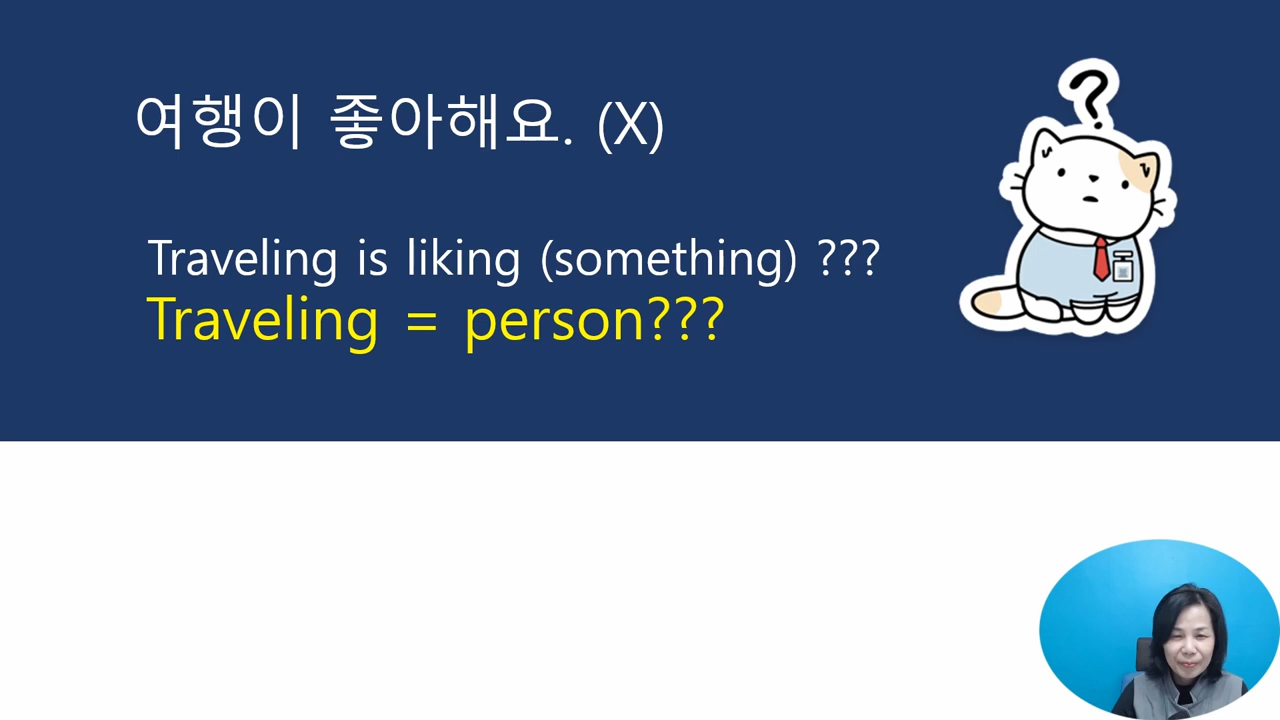 여행이 좋아해요. (X)
Traveling is liking (something) ???
Traveling = person???
?